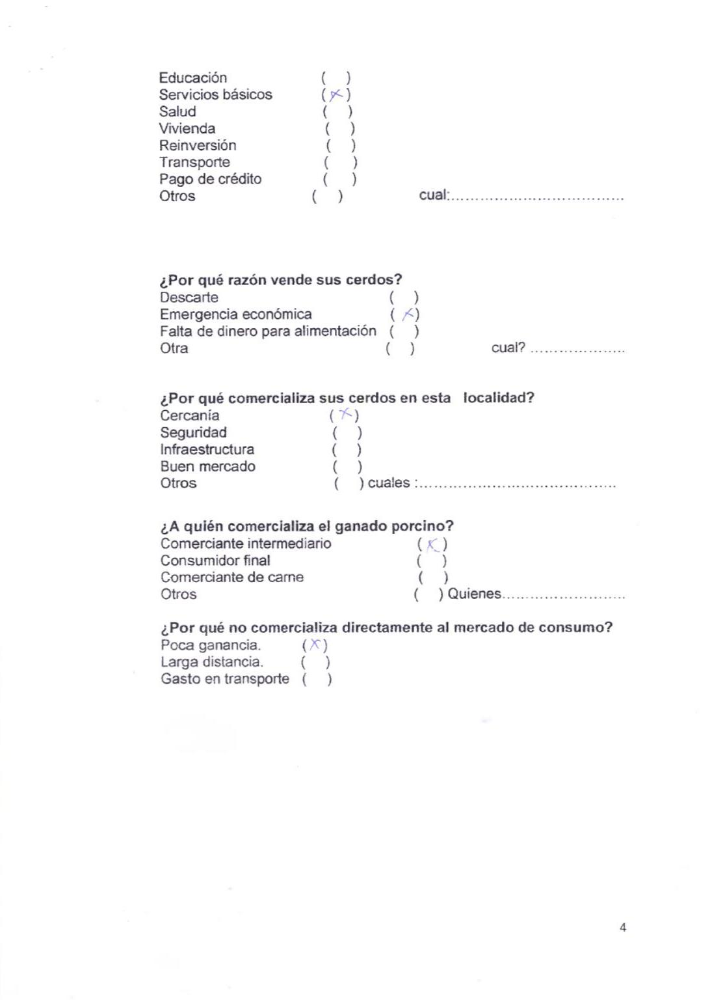 Educación ( )
Servicios básicos (X)
Salud ( )
Vivienda ( )
Reinversión ( )
Transporte ( )
Pago de crédito ( )
Otros ( ) cual:..................................
¿Por qué razón vende sus cerdos?
Descarte ( )
Emergencia económica (X)
Falta de dinero para alimentación ( )
Otra ( ) cual? ...................
¿Por qué comercializa sus cerdos en esta localidad?
Cercanía (X)
Seguridad ( )
Infraestructura ( )
Buen mercado ( )
Otros ( ) cuales :.......................................
¿A quién comercializa el ganado porcino?
Comerciante intermediario (X)
Consumidor final ( )
Comerciante de carne ( )
Otros ( ) Quienes.........................
¿Por qué no comercializa directamente al mercado de consumo?
Poca ganancia. (X)
Larga distancia. ( )
Gasto en transporte ( )
4